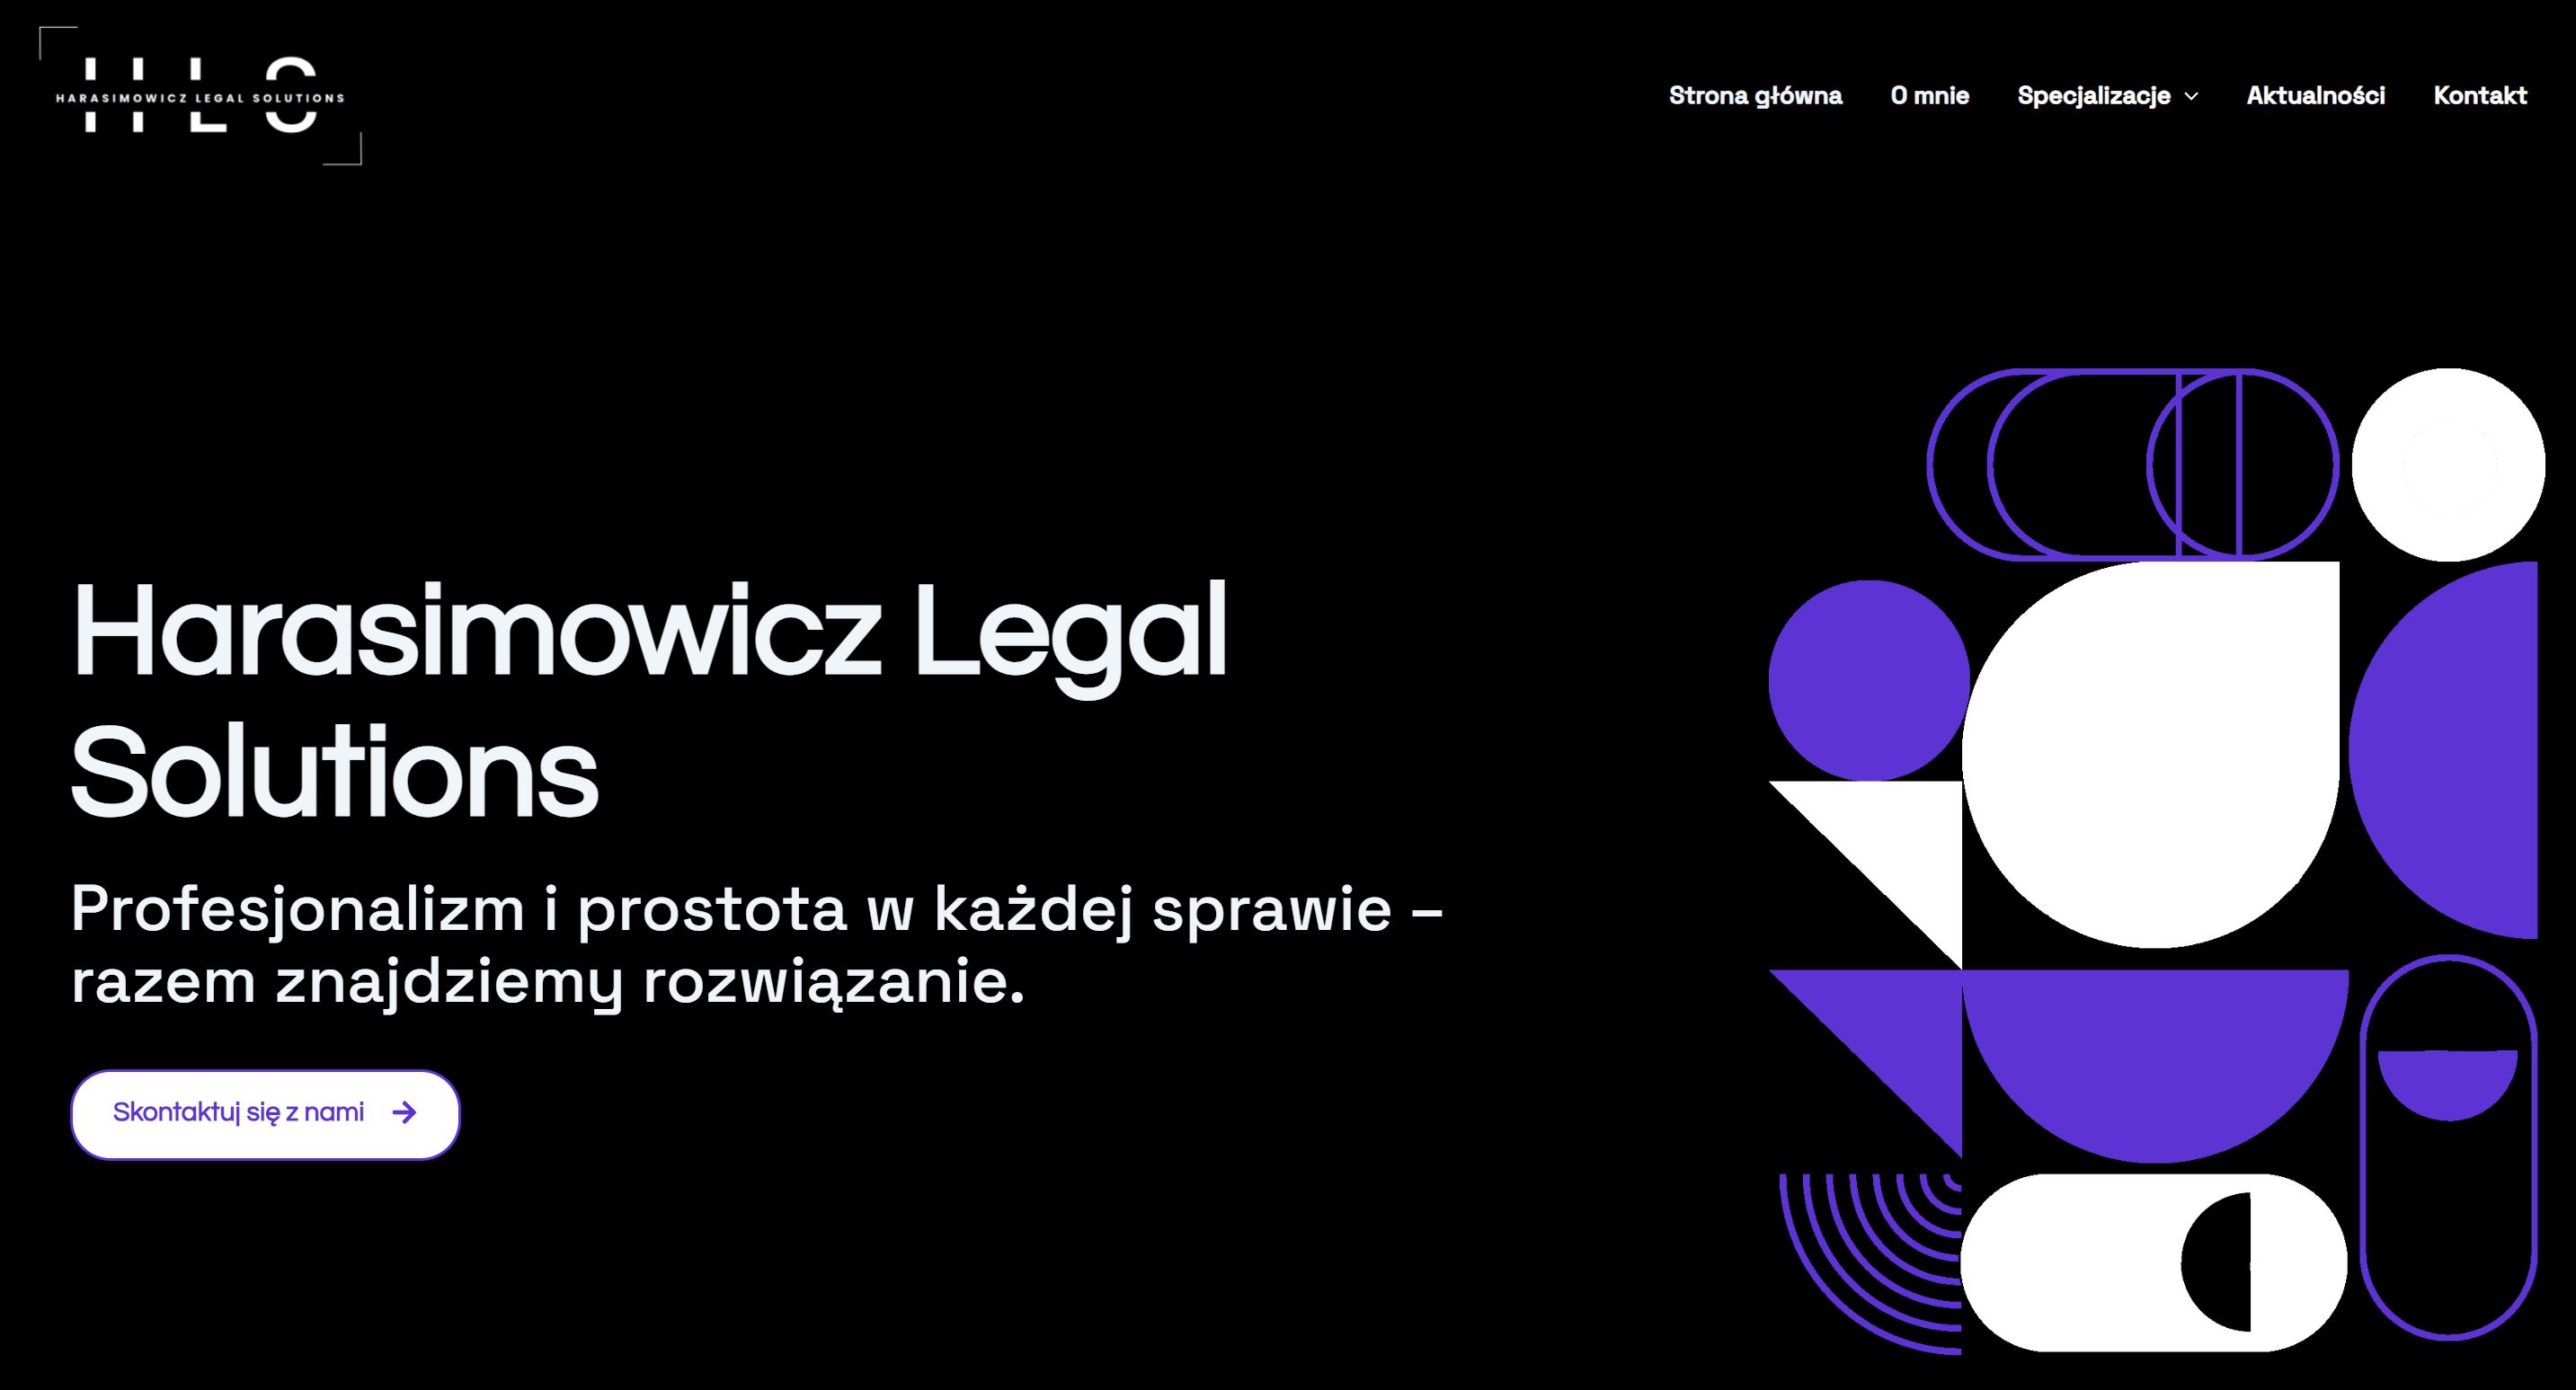 HLS
HARASIMOWICZ LEGAL SOLUTIONS
Strona główna
O mnie
Specjalizacje
Aktualności
Kontakt
Harasimowicz Legal
Solutions
Profesjonalizm i prostota w każdej sprawie –
razem znajdziemy rozwiązanie.
Skontaktuj się z nami